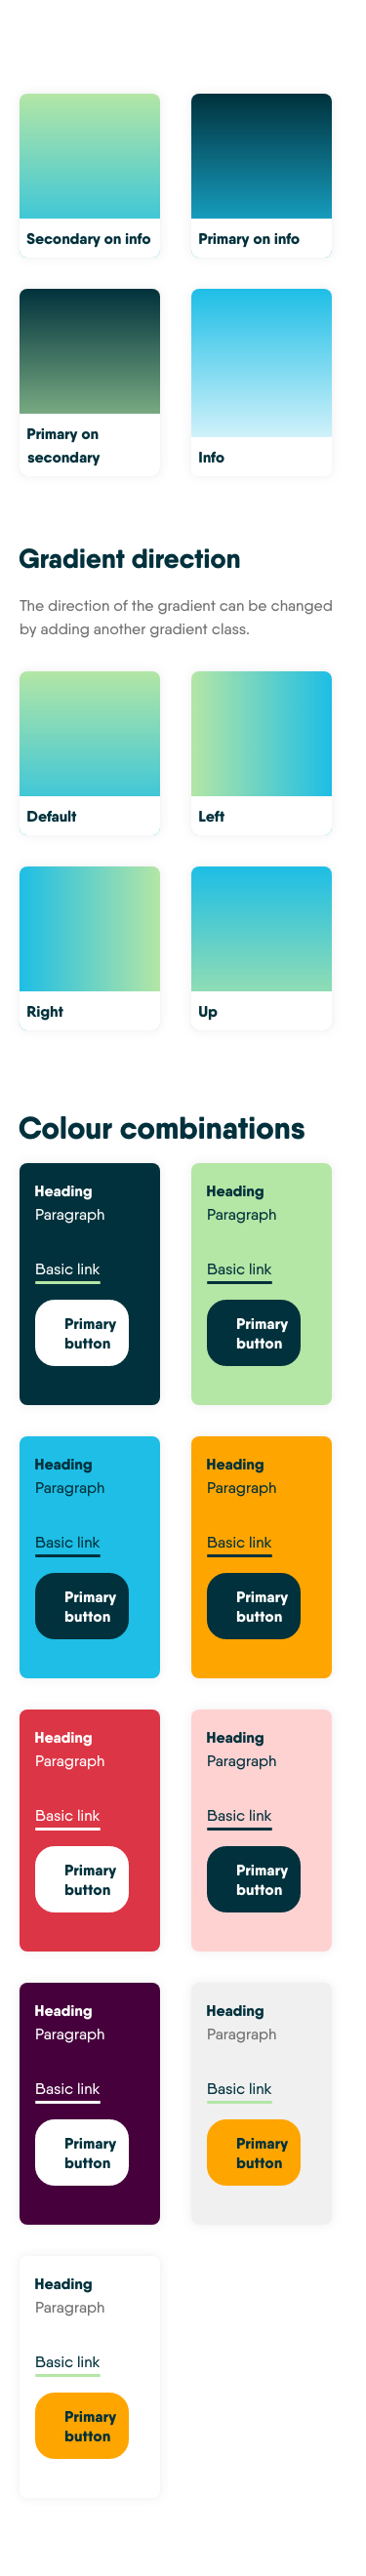 Secondary on info
Primary on info
Primary on
secondary
Info
Gradient direction
The direction of the gradient can be changed
by adding another gradient class.
Default
Left
Right
Up
Colour combinations
Heading
Paragraph
Basic link
Primary
button
Heading
Paragraph
Basic link
Primary
button
Heading
Paragraph
Basic link
Primary
button
Heading
Paragraph
Basic link
Primary
button
Heading
Paragraph
Basic link
Primary
button
Heading
Paragraph
Basic link
Primary
button
Heading
Paragraph
Basic link
Primary
button
Heading
Paragraph
Basic link
Primary
button
Heading
Paragraph
Basic link
Primary
button